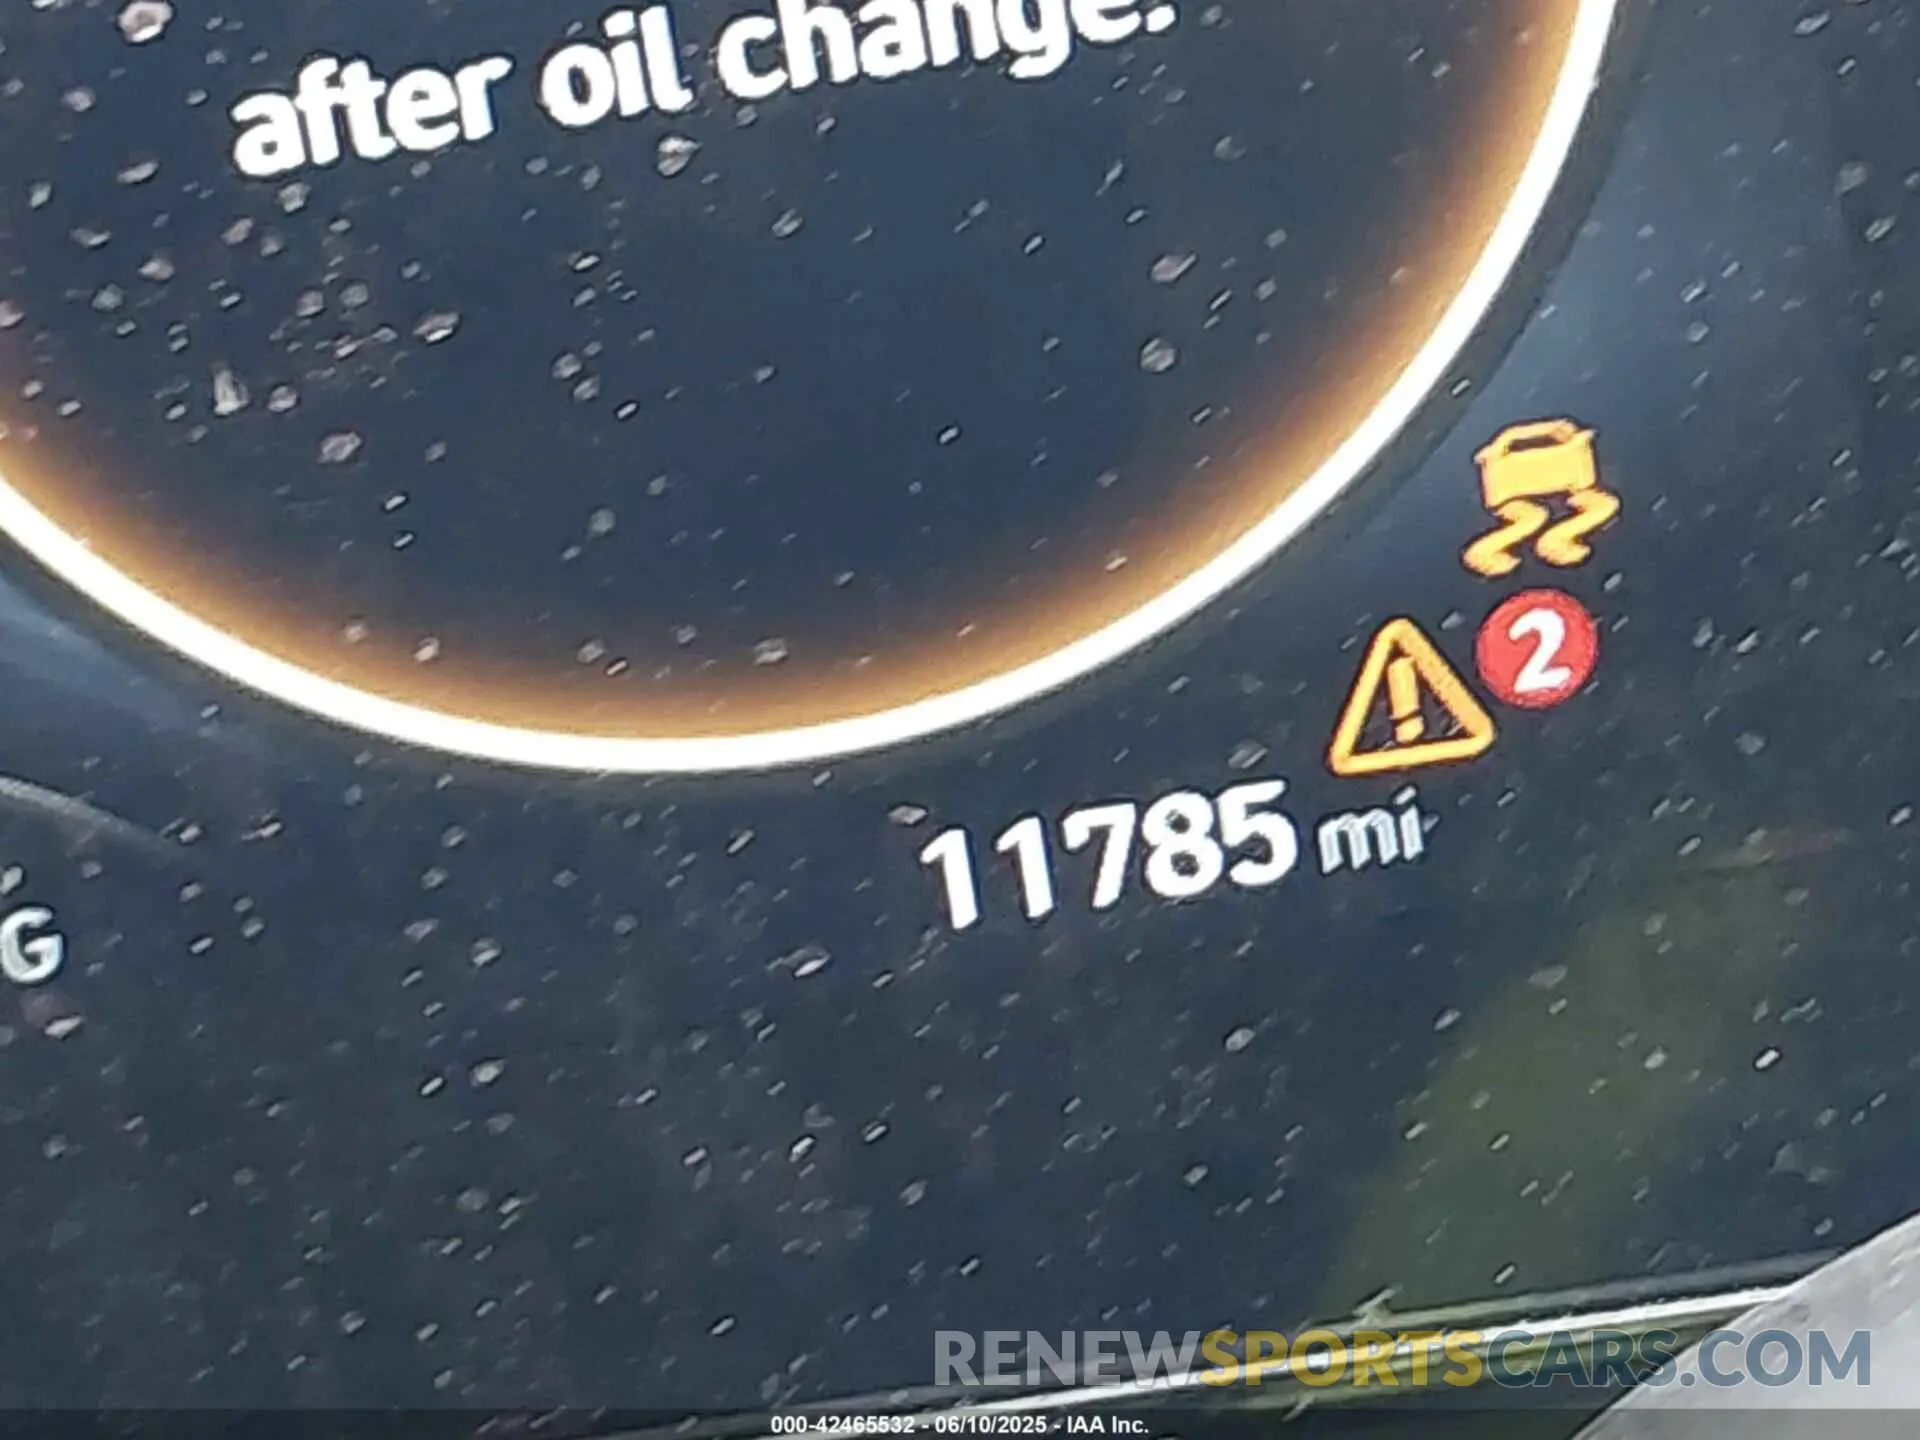 after oil change.
2
11785 mi
G
RENEWSPORTSCARS.COM
000-42465532 - 06/10/2025 - IAA Inc.